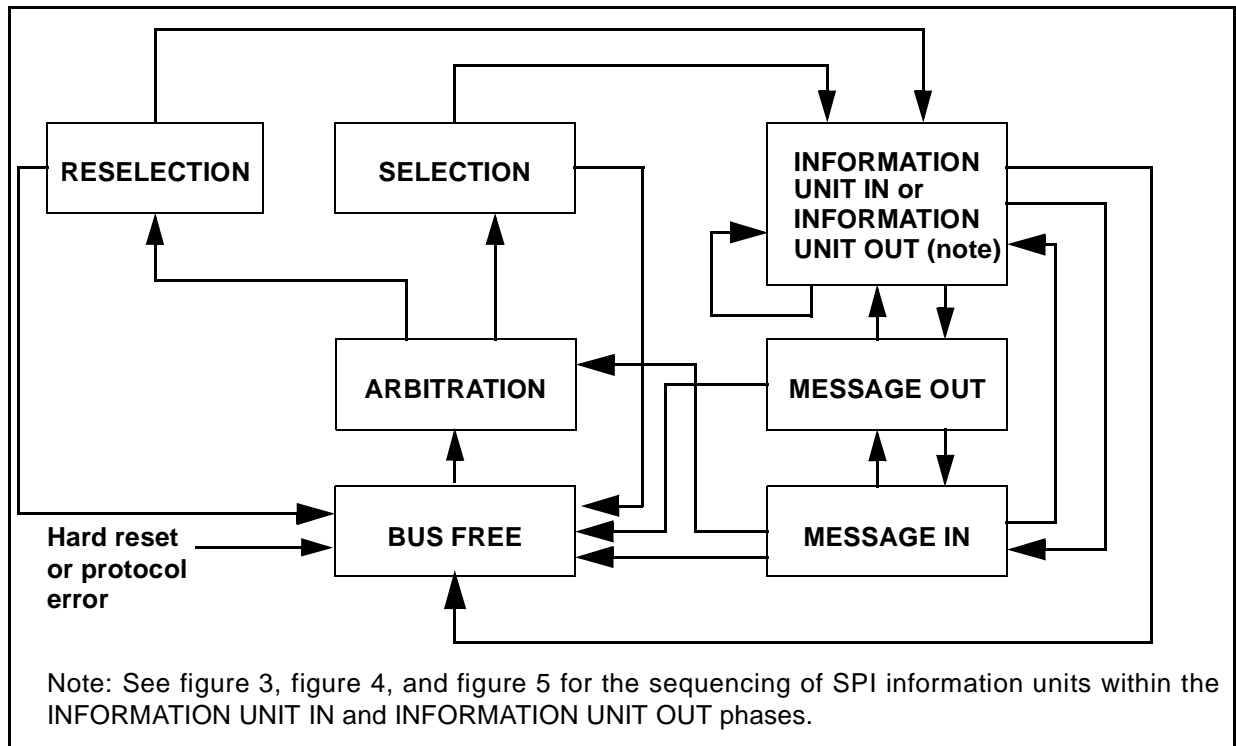 RESELECTION
SELECTION
INFORMATION
UNIT IN or
INFORMATION
UNIT OUT (note)
ARBITRATION
MESSAGE OUT
BUS FREE
MESSAGE IN
Hard reset
or protocol
error
Note: See figure 3, figure 4, and figure 5 for the sequencing of SPI information units within the
INFORMATION UNIT IN and INFORMATION UNIT OUT phases.